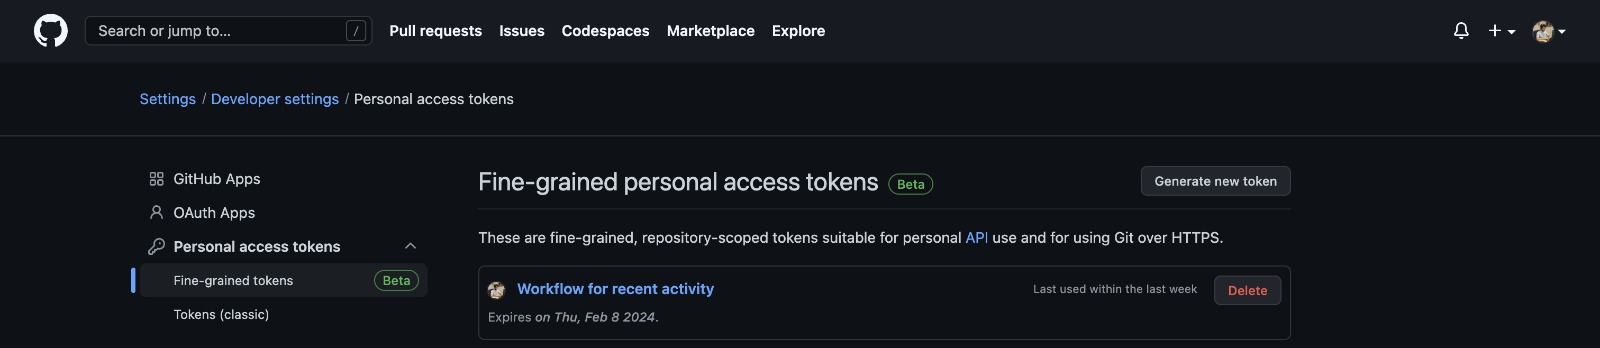 Search or jump to... / Pull requests Issues Codespaces Marketplace Explore
Settings / Developer settings / Personal access tokens
GitHub Apps
OAuth Apps
Personal access tokens
Fine-grained tokens Beta
Tokens (classic)
Fine-grained personal access tokens Beta Generate new token
These are fine-grained, repository-scoped tokens suitable for personal API use and for using Git over HTTPS.
Workflow for recent activity Last used within the last week Delete
Expires on Thu, Feb 8 2024.